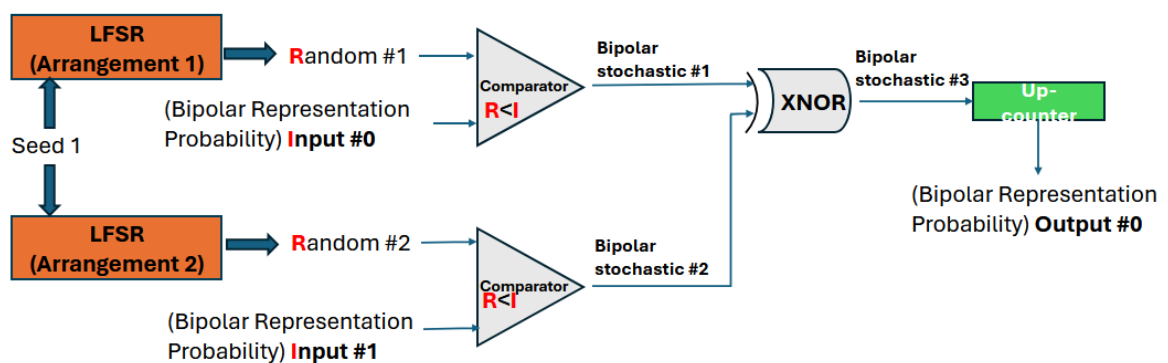 LFSR
(Arrangement 1)
Random #1
(Bipolar Representation
Probability) Input #0
Comparator
R<I
Bipolar
stochastic #1
Seed 1
LFSR
(Arrangement 2)
Random #2
(Bipolar Representation
Probability) Input #1
Comparator
R<I
Bipolar
stochastic #2
XNOR
Bipolar
stochastic #3
Up-
counter
(Bipolar Representation
Probability) Output #0